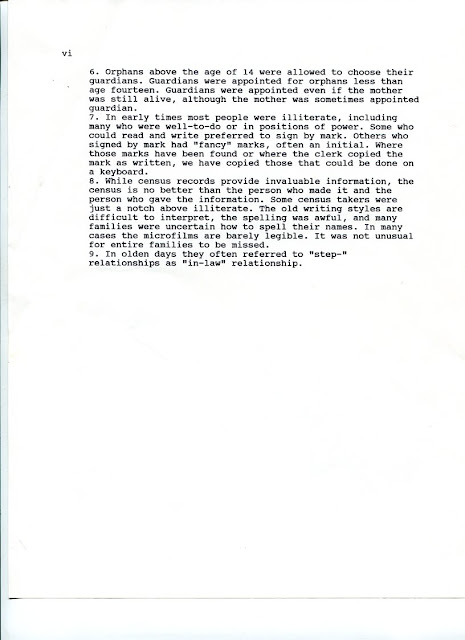 vi
6. Orphans above the age of 14 were allowed to choose their
guardians. Guardians were appointed for orphans less than
age fourteen. Guardians were appointed even if the mother
was still alive, although the mother was sometimes appointed
guardian.
7. In early times most people were illiterate, including
many who were well-to-do or in positions of power. Some who
could read and write preferred to sign by mark. Others who
signed by mark had "fancy" marks, often an initial. Where
those marks have been found or where the clerk copied the
mark as written, we have copied those that could be done on
a keyboard.
8. While census records provide invaluable information, the
census is no better than the person who made it and the
person who gave the information. Some census takers were
just a notch above illiterate. The old writing styles are
difficult to interpret, the spelling was awful, and many
families were uncertain how to spell their names. In many
cases the microfilms are barely legible. It was not unusual
for entire families to be missed.
9. In olden days they often referred to "step-"
relationships as "in-law" relationship.